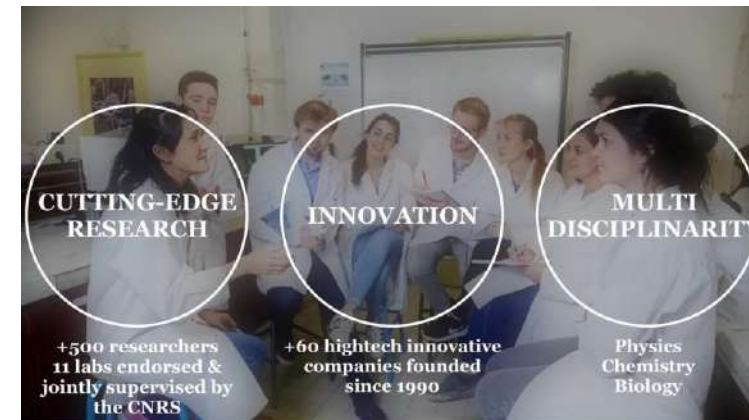 CUTTING-EDGE
RESEARCH
+500 researchers
11 labs endorsed &
jointly supervised by
the CNRS
INNOVATION
+60 hightech innovative
companies founded
since 1990
MULTI
DISCIPLINARIT
Physics
Chemistry
Biology